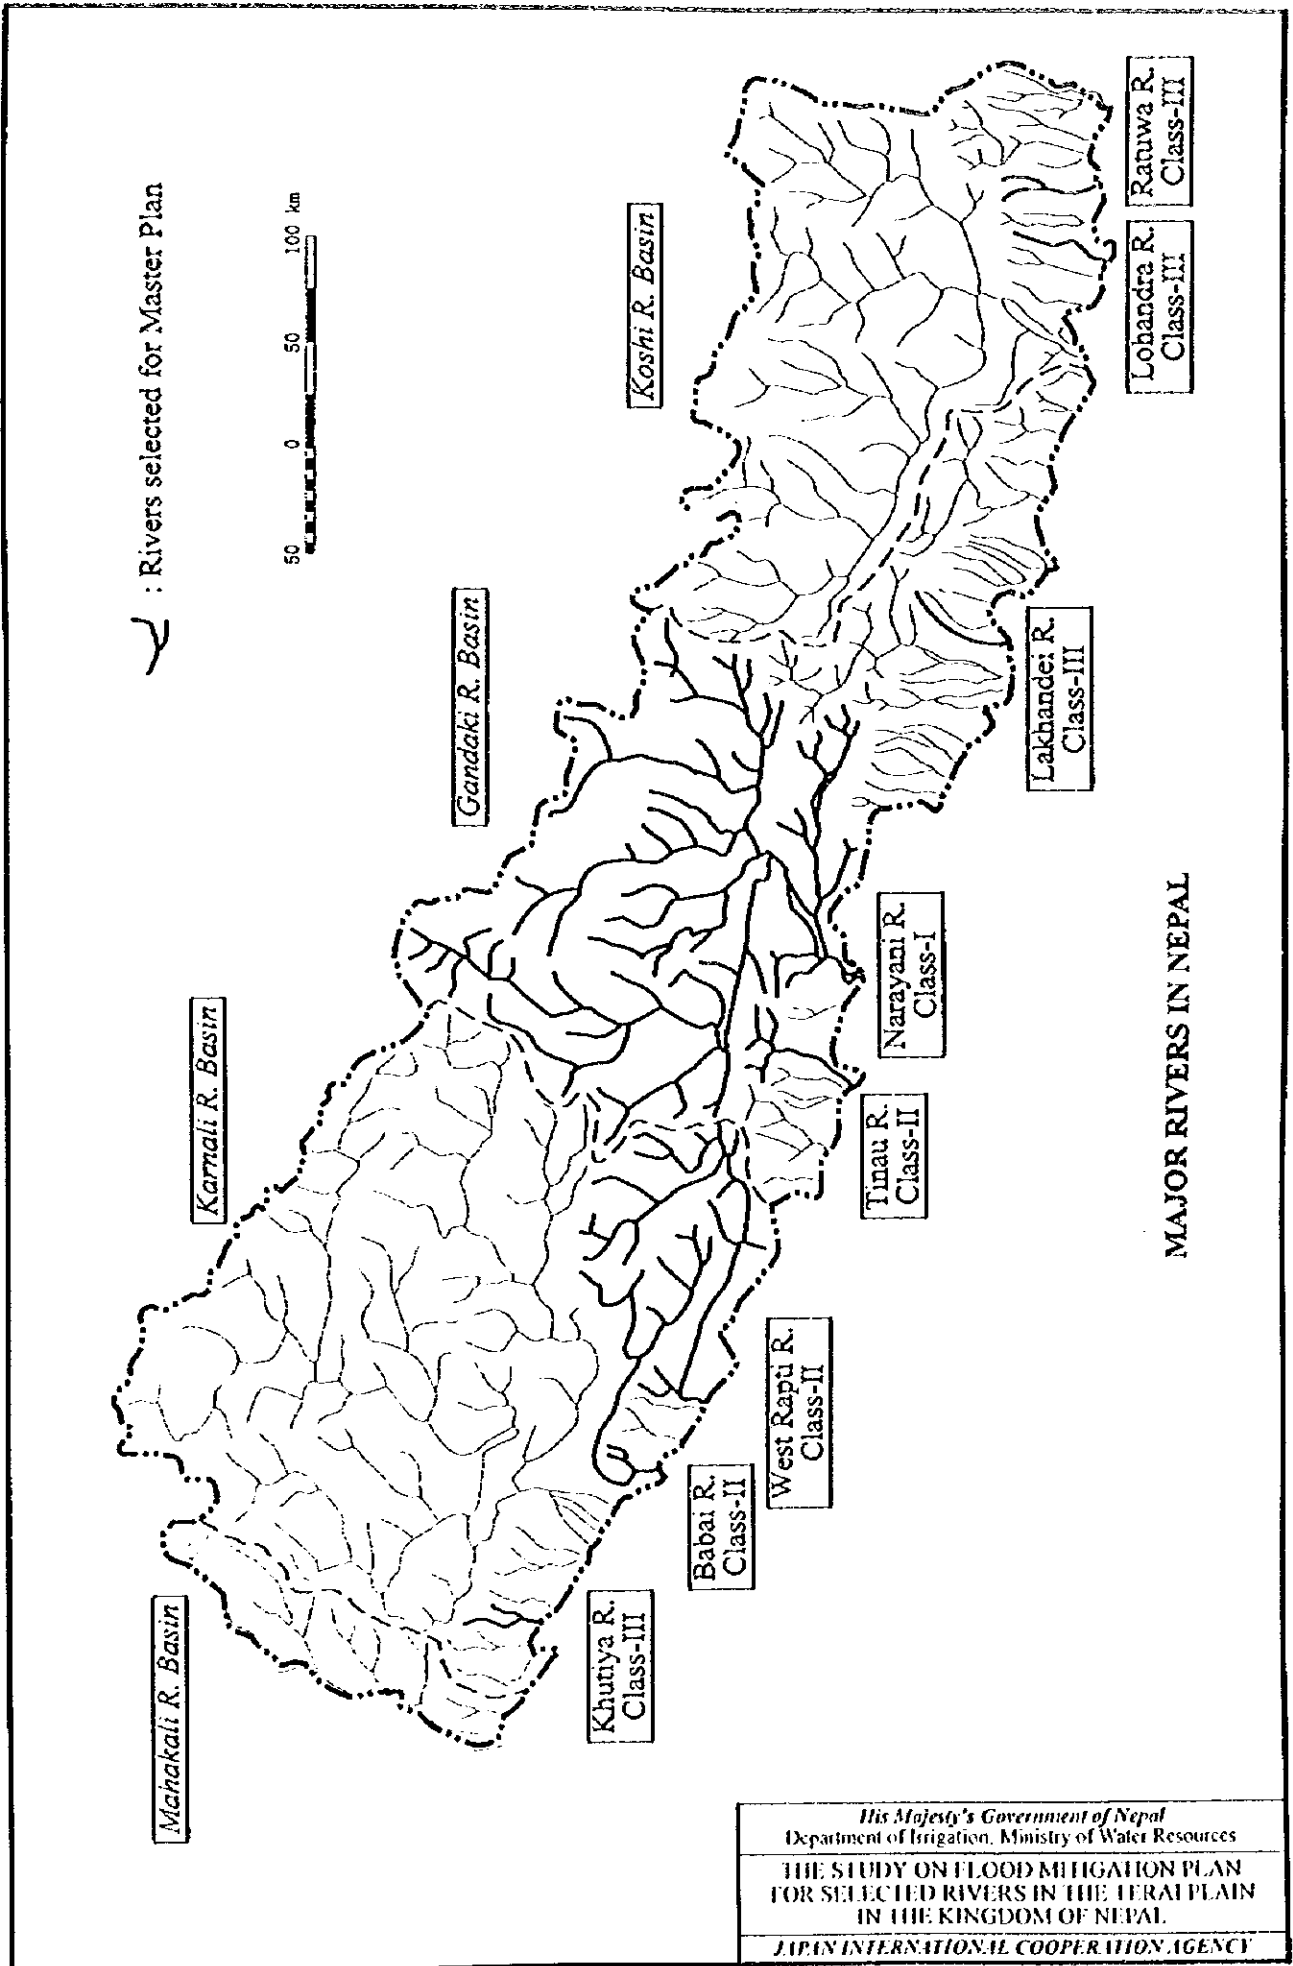 : Rivers selected for Master Plan
50 0 50 100 km
Mahakali R. Basin
Karnali R. Basin
Gandaki R. Basin
Koshi R. Basin
Khutiya R.
Class-III
Babai R.
Class-II
West Rapti R.
Class-II
Tinau R.
Class-II
Narayani R.
Class-I
Lakhandei R.
Class-III
Lohandra R.
Class-III
Ratuwa R.
Class-III
MAJOR RIVERS IN NEPAL
His Majesty's Government of Nepal
Department of Irrigation, Ministry of Water Resources
THE STUDY ON FLOOD MITIGATION PLAN
FOR SELECTED RIVERS IN THE TERAI PLAIN
IN THE KINGDOM OF NEPAL
JAPAN INTERNATIONAL COOPERATION AGENCY